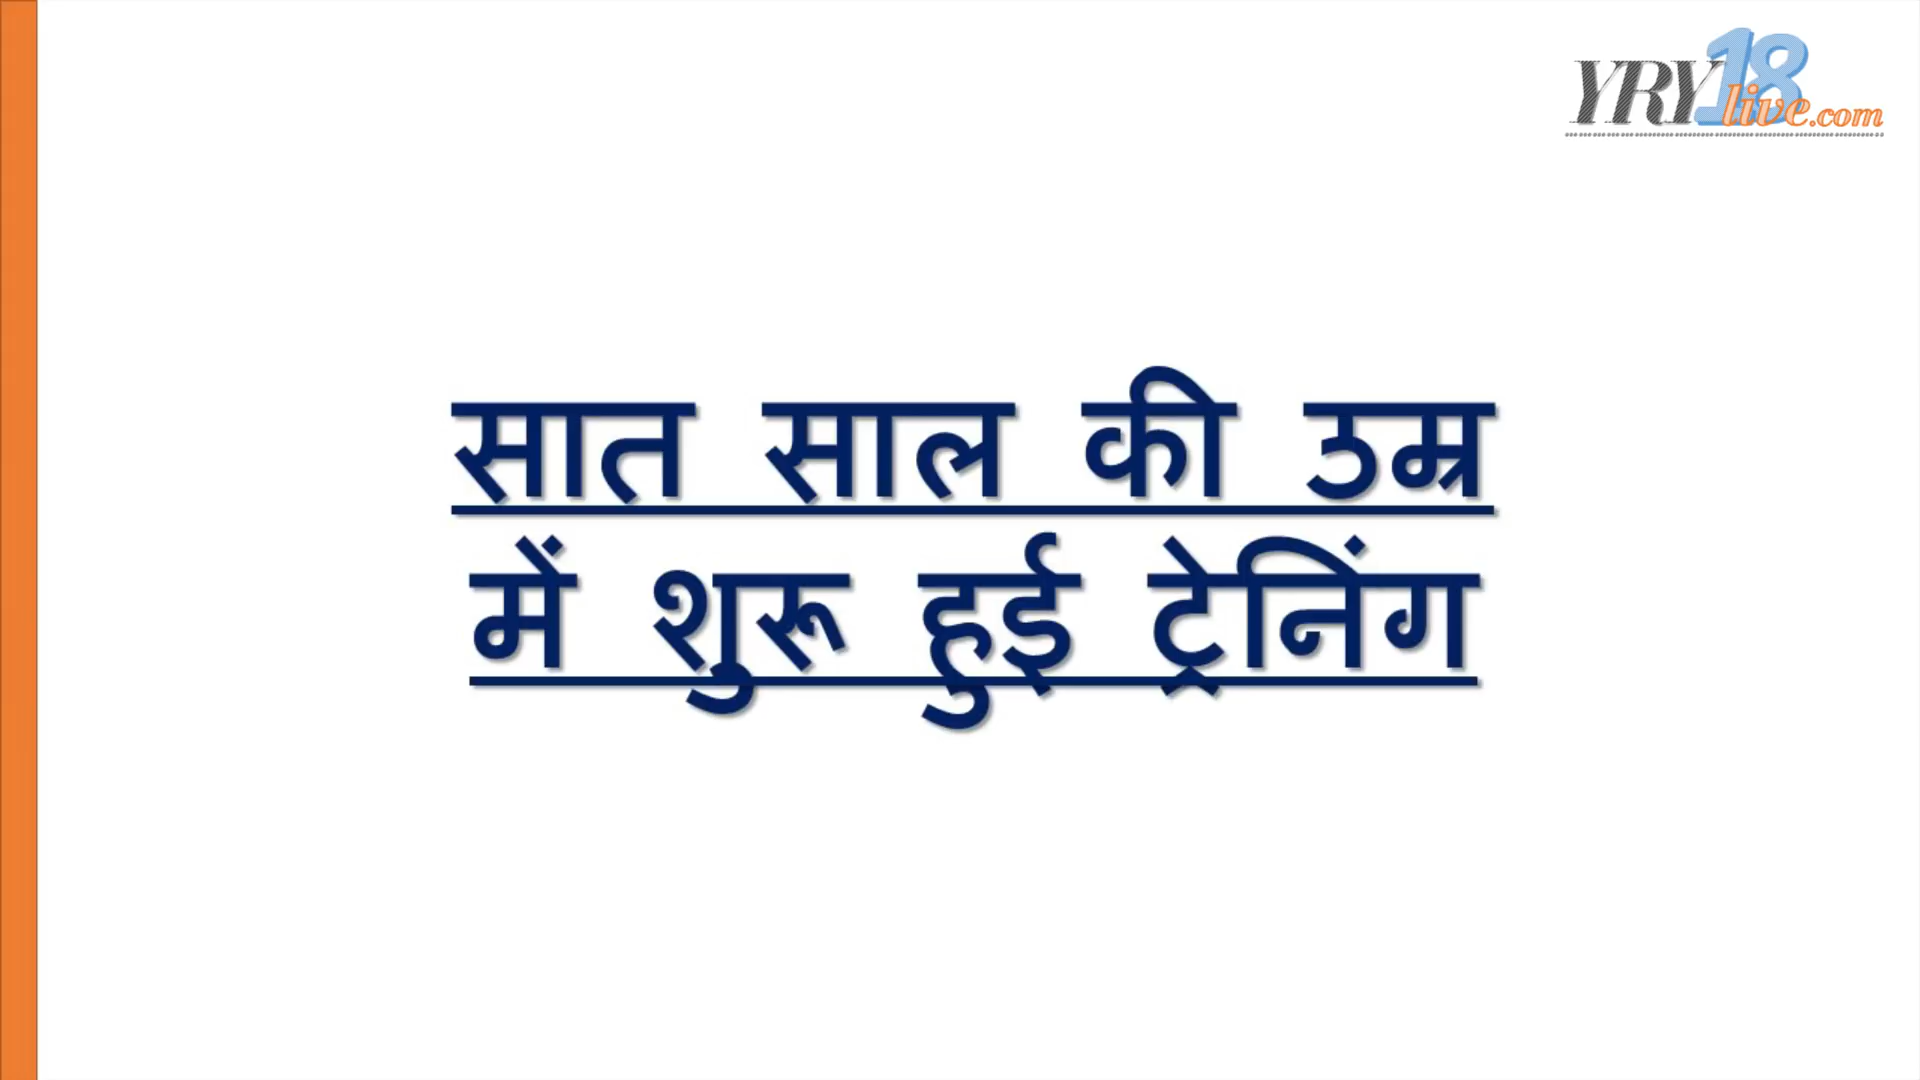 YRY18live.com
सात साल की उम्र
में शुरू हुई ट्रेनिंग